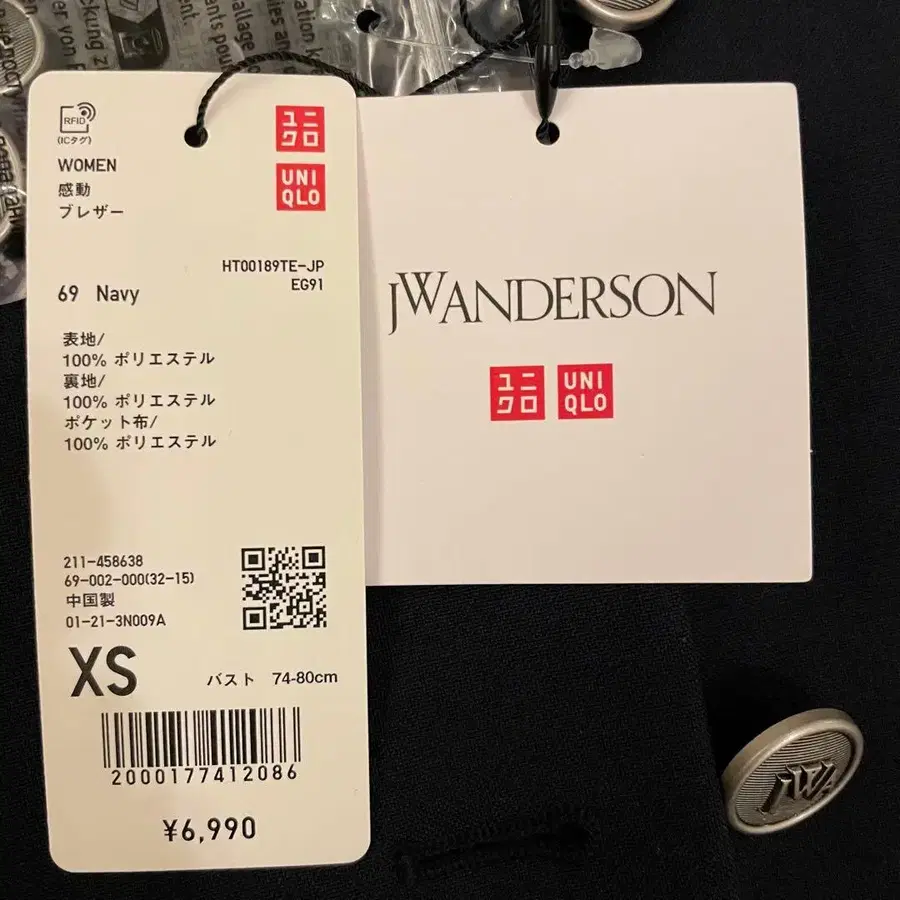 RFID
(ICタグ)
ユニ
クロ
UNI
QLO
WOMEN
感動
ブレザー
HT00189TE-JP
EG91
69 Navy
表地/
100% ポリエステル
裏地/
100% ポリエステル
ポケット布/
100% ポリエステル
211-458638
69-002-000(32-15)
中国製
01-21-3N009A
XS
バスト 74-80cm
2000177412086
¥6,990
JWANDERSON
ユニ
クロ
UNI
QLO
JWA